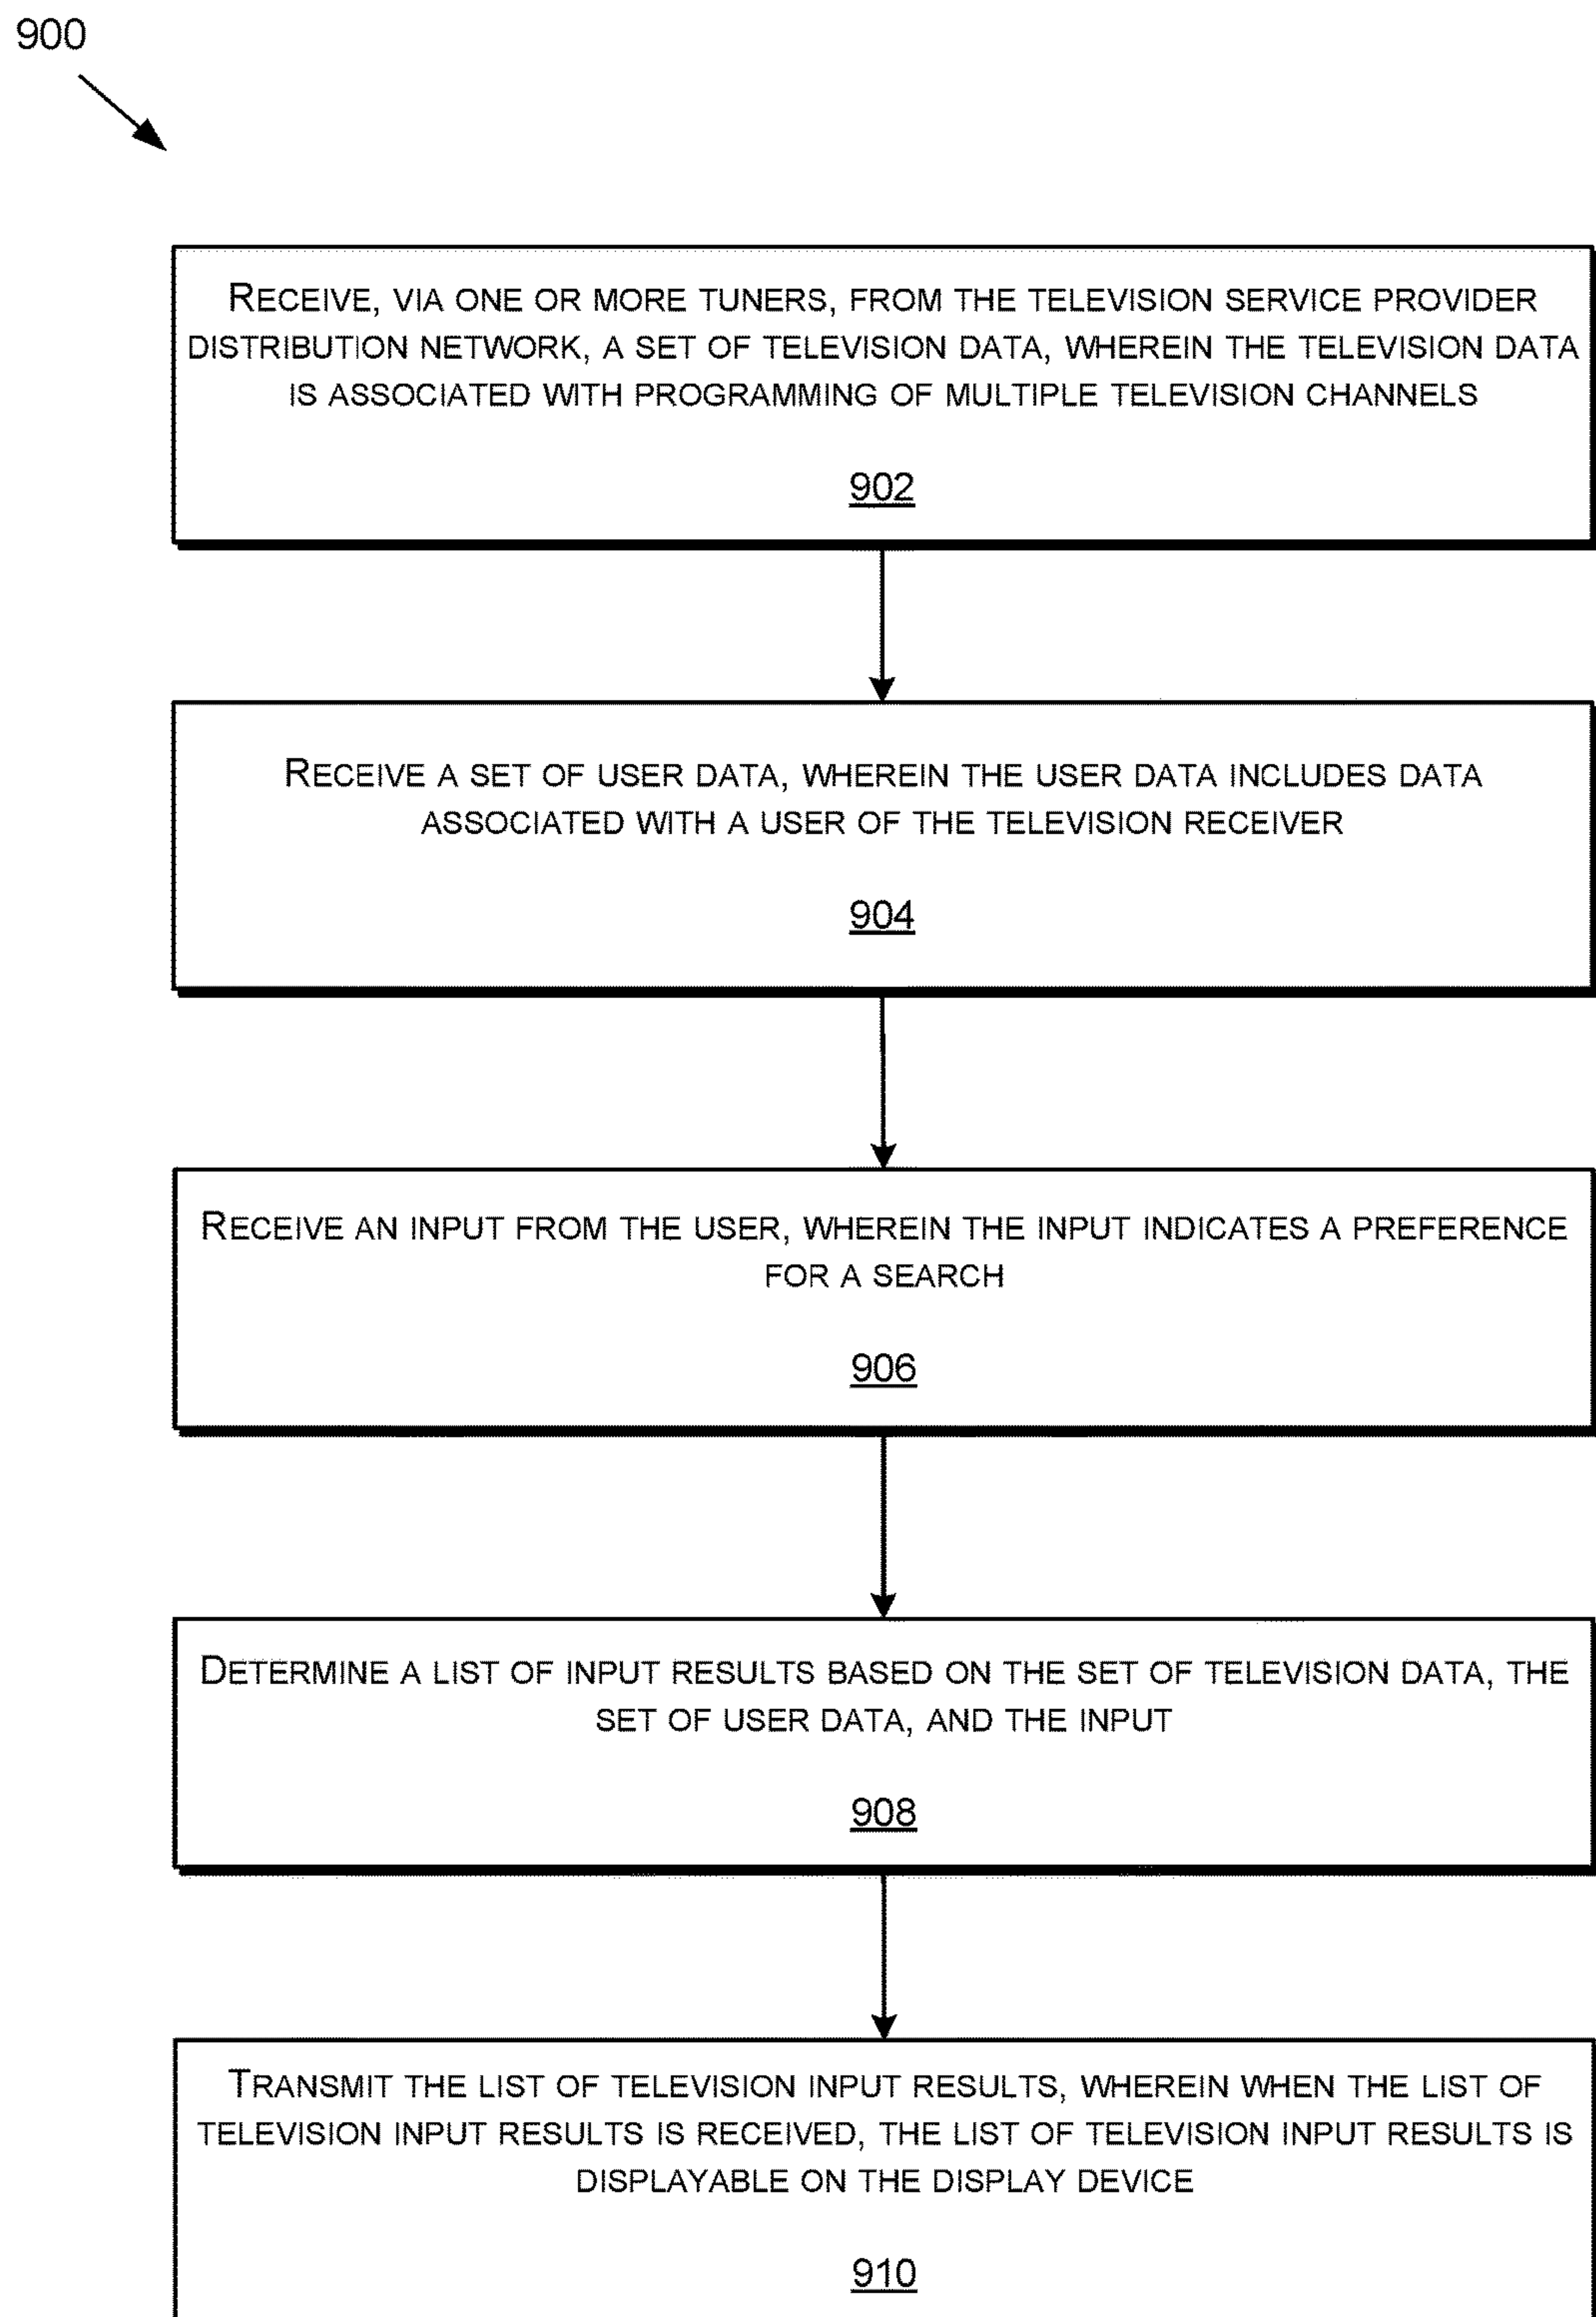 900
RECEIVE, VIA ONE OR MORE TUNERS, FROM THE TELEVISION SERVICE PROVIDER
DISTRIBUTION NETWORK, A SET OF TELEVISION DATA, WHEREIN THE TELEVISION DATA
IS ASSOCIATED WITH PROGRAMMING OF MULTIPLE TELEVISION CHANNELS
902
RECEIVE A SET OF USER DATA, WHEREIN THE USER DATA INCLUDES DATA
ASSOCIATED WITH A USER OF THE TELEVISION RECEIVER
904
RECEIVE AN INPUT FROM THE USER, WHEREIN THE INPUT INDICATES A PREFERENCE
FOR A SEARCH
906
DETERMINE A LIST OF INPUT RESULTS BASED ON THE SET OF TELEVISION DATA, THE
SET OF USER DATA, AND THE INPUT
908
TRANSMIT THE LIST OF TELEVISION INPUT RESULTS, WHEREIN WHEN THE LIST OF
TELEVISION INPUT RESULTS IS RECEIVED, THE LIST OF TELEVISION INPUT RESULTS IS
DISPLAYABLE ON THE DISPLAY DEVICE
910